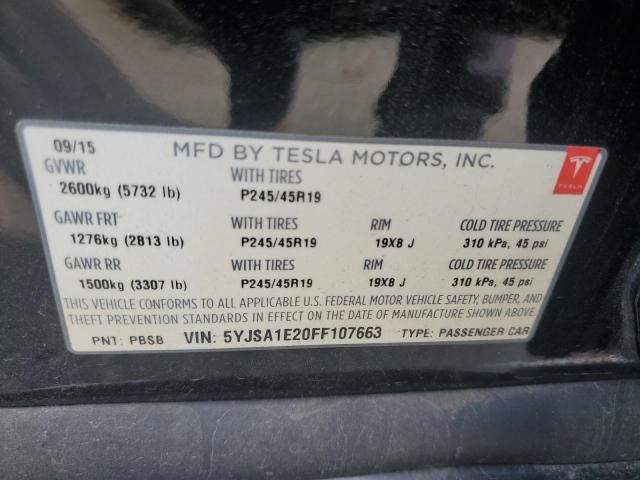 09/15 MFD BY TESLA MOTORS, INC.
GVWR WITH TIRES
2600kg (5732 lb) P245/45R19
TESLA
GAWR FRT WITH TIRES RIM COLD TIRE PRESSURE
1276kg (2813 lb) P245/45R19 19X8 J 310 kPa, 45 psi
GAWR RR WITH TIRES RIM COLD TIRE PRESSURE
1500kg (3307 lb) P245/45R19 19X8 J 310 kPa, 45 psi
THIS VEHICLE CONFORMS TO ALL APPLICABLE U.S. FEDERAL MOTOR VEHICLE SAFETY, BUMPER, AND
THEFT PREVENTION STANDARDS IN EFFECT ON THE DATE OF MANUFACTURE SHOWN ABOVE.
PNT: PBSB VIN: 5YJSA1E20FF107663 TYPE: PASSENGER CAR